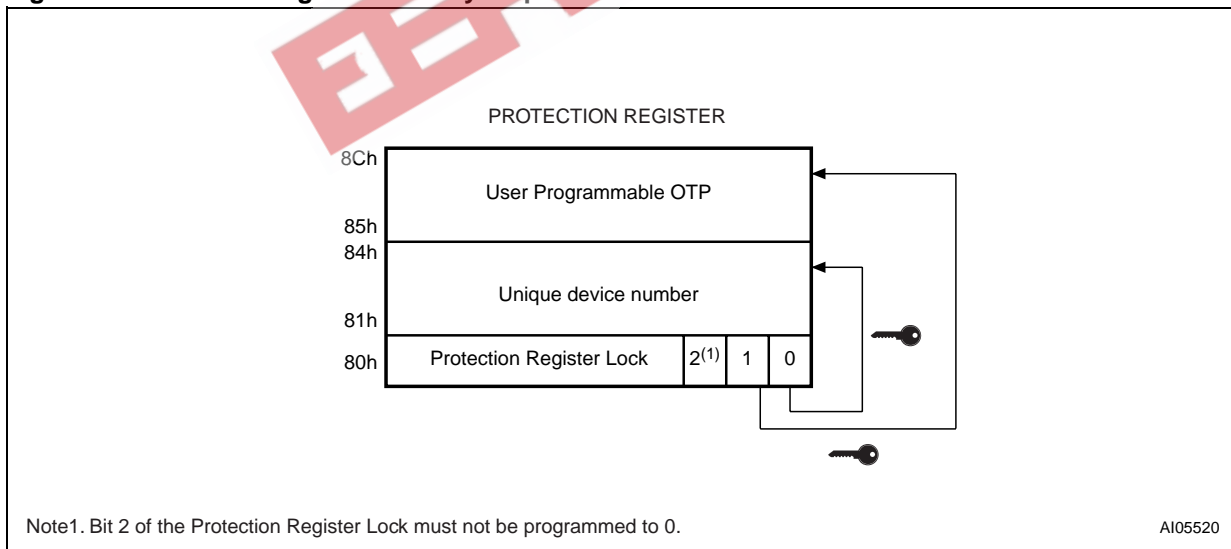 PROTECTION REGISTER
8Ch
User Programmable OTP
85h
84h
Unique device number
81h
80h Protection Register Lock 2(1) 1 0
Note1. Bit 2 of the Protection Register Lock must not be programmed to 0.
AI05520